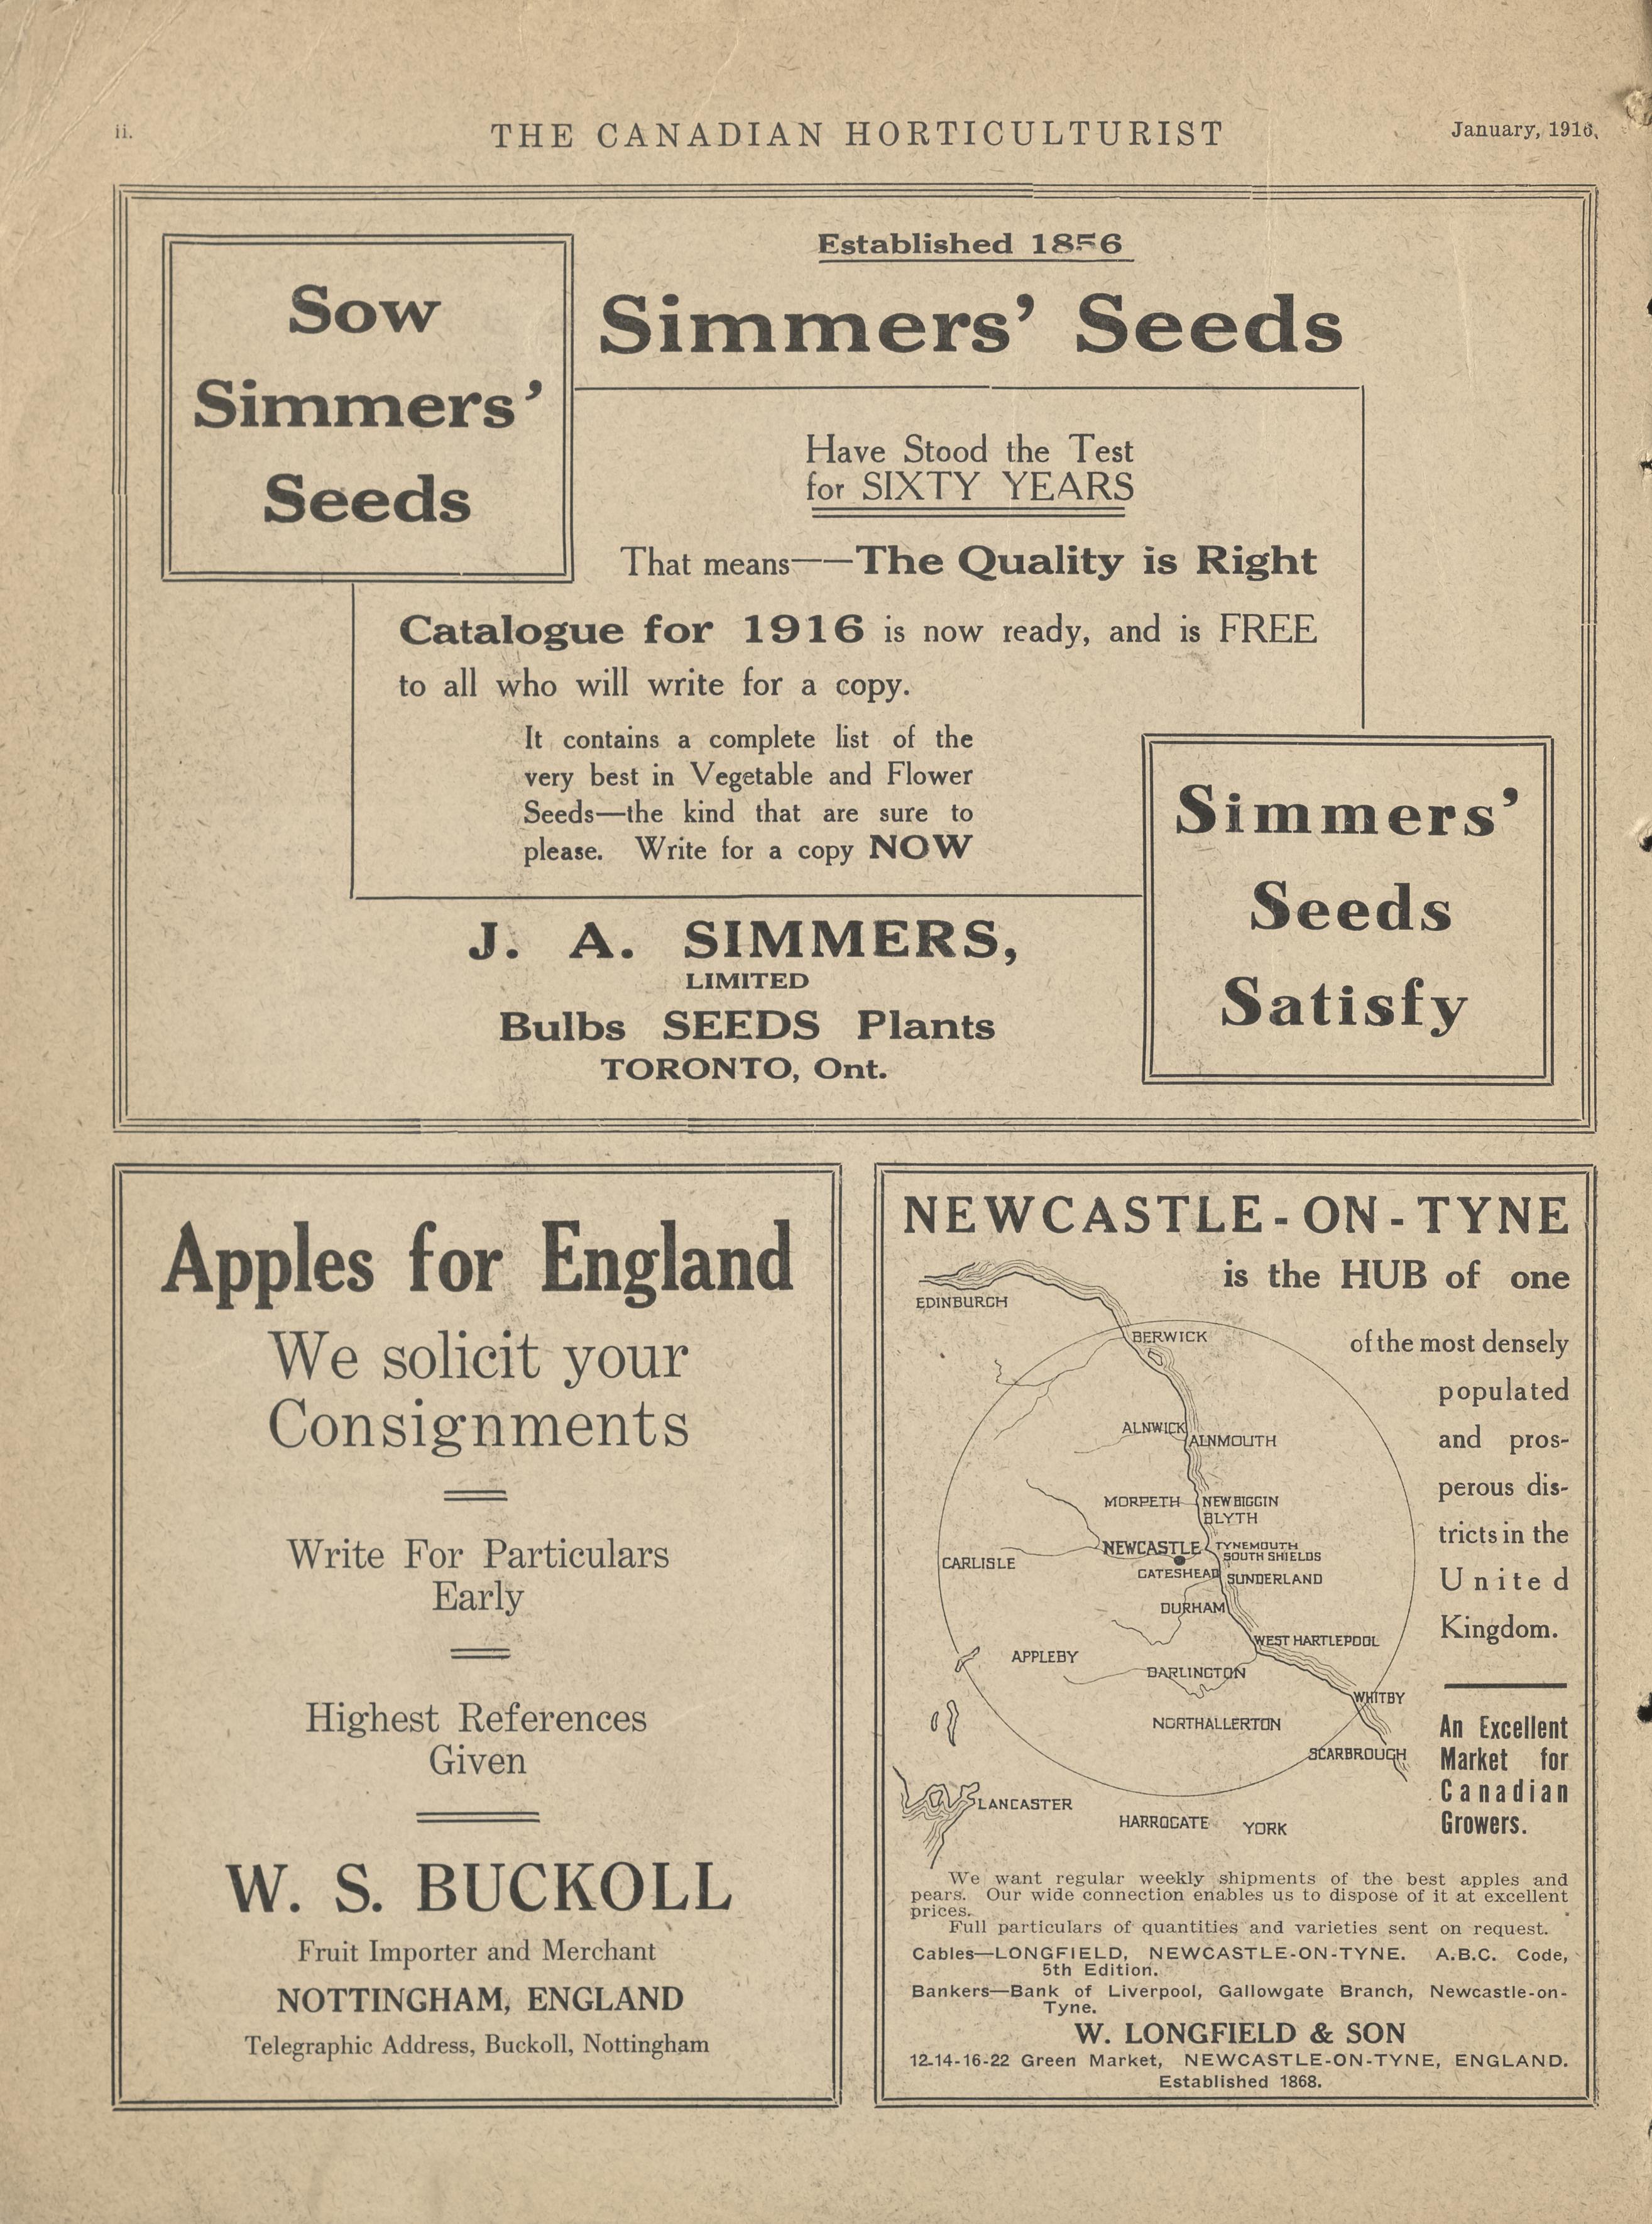 ii.
THE CANADIAN HORTICULTURIST
January, 1916.
Sow
Simmers'
Seeds
Established 1856
Simmers' Seeds
Have Stood the Test
for SIXTY YEARS
That means——The Quality is Right
Catalogue for 1916 is now ready, and is FREE
to all who will write for a copy.
It contains a complete list of the
very best in Vegetable and Flower
Seeds—the kind that are sure to
please. Write for a copy NOW
J. A. SIMMERS,
LIMITED
Bulbs SEEDS Plants
TORONTO, Ont.
Simmers'
Seeds
Satisfy
Apples for England
We solicit your
Consignments
Write For Particulars
Early
Highest References
Given
W. S. BUCKOLL
Fruit Importer and Merchant
NOTTINGHAM, ENGLAND
Telegraphic Address, Buckoll, Nottingham
NEWCASTLE-ON-TYNE
is the HUB of one
of the most densely
populated
and pros-
perous dis-
tricts in the
United
Kingdom.
EDINBURCH
BERWICK
ALNWICK
ALNMOUTH
MORPETH
NEWBIGGIN
BLYTH
NEWCASTLE
TYNEMOUTH
SOUTH SHIELDS
CARLISLE
GATESHEAD
SUNDERLAND
DURHAM
WEST HARTLEPOOL
APPLEBY
DARLINGTON
WHITBY
NORTHALLERTON
SCARBROUGH
LANCASTER
HARROGATE
YORK
An Excellent
Market for
Canadian
Growers.
We want regular weekly shipments of the best apples and
pears. Our wide connection enables us to dispose of it at excellent
prices.
Full particulars of quantities and varieties sent on request.
Cables—LONGFIELD, NEWCASTLE-ON-TYNE. A.B.C. Code,
5th Edition.
Bankers—Bank of Liverpool, Gallowgate Branch, Newcastle-on-
Tyne.
W. LONGFIELD & SON
12-14-16-22 Green Market, NEWCASTLE-ON-TYNE, ENGLAND.
Established 1868.